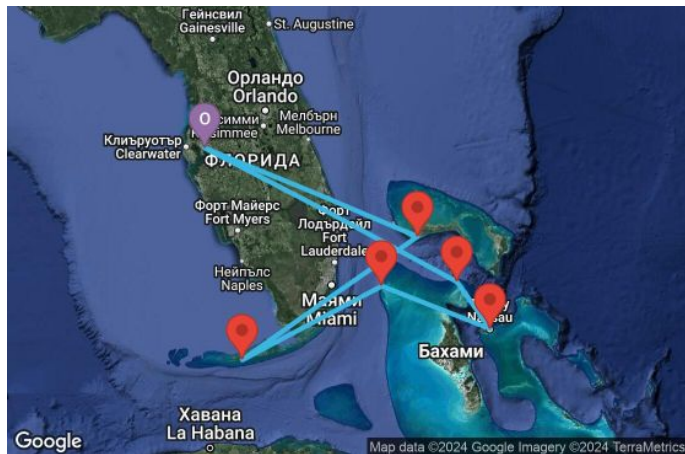 Гейнсвил
Gainesville
St. Augustine
Орландо
Orlando
О
симми
Kissimmee
Мелбърн
Melbourne
Клиъруотър
Clearwater
ФЛОРИДА
Форт Майерс
Fort Myers
Форт
Лодърдейл
Fort
Lauderdale
Нейпълс
Naples
Маями
Miami
Nassau
Бахами
Хавана
La Habana
Google
Map data ©2024 Google Imagery ©2024 TerraMetrics